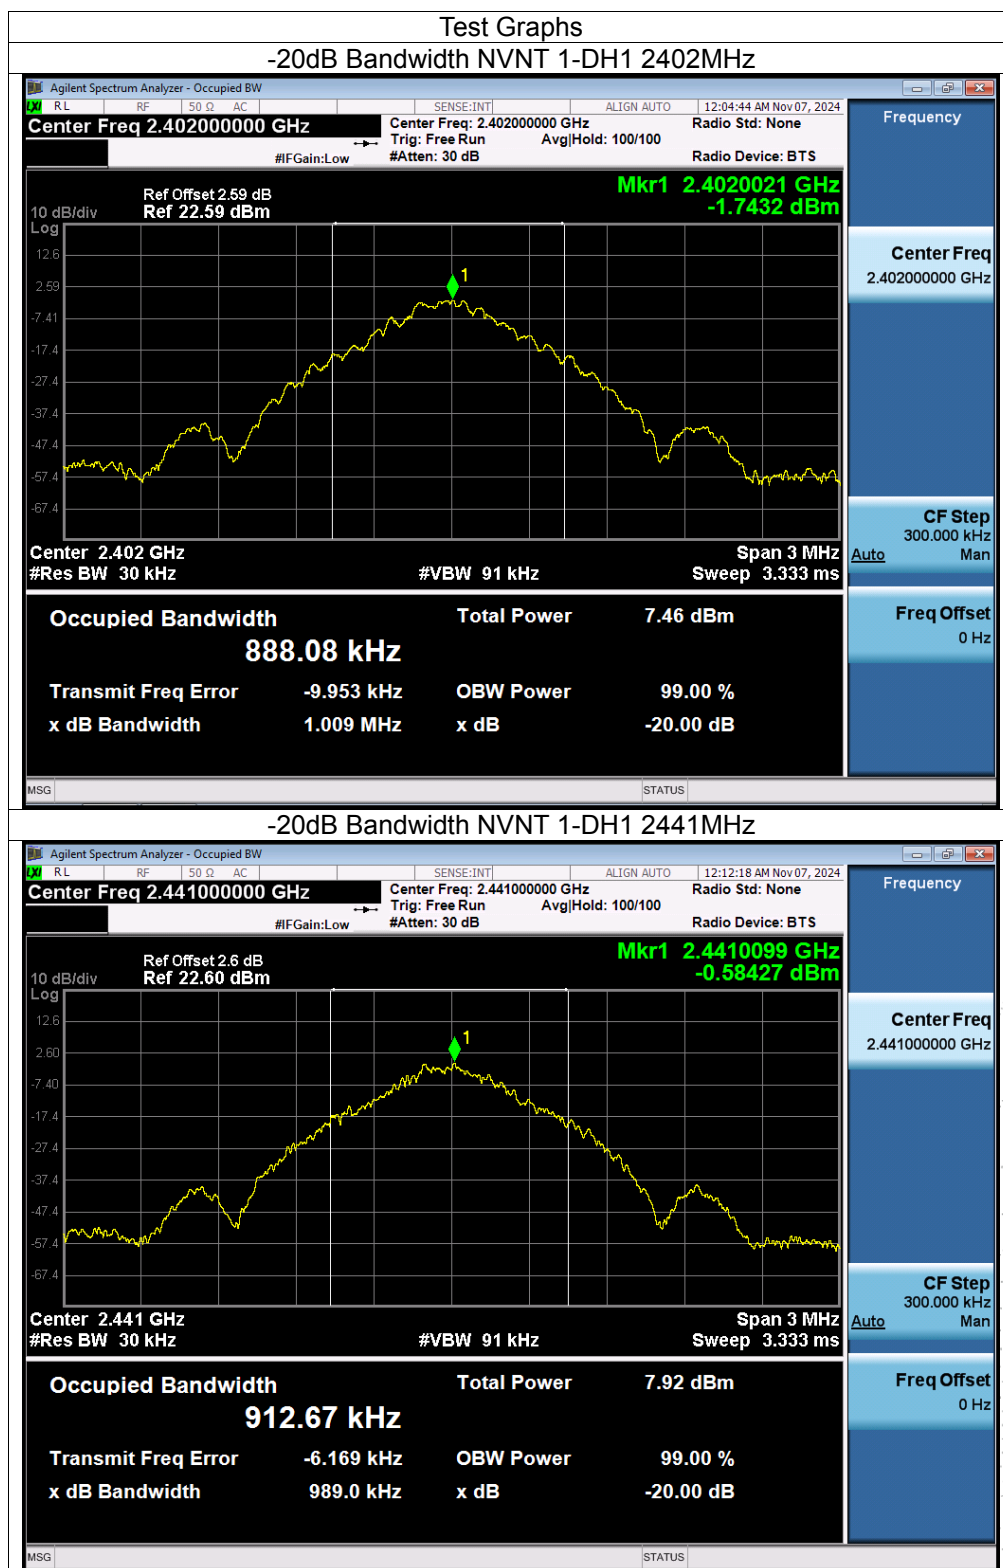 Test Graphs
-20dB Bandwidth NVNT 1-DH1 2402MHz
Agilent Spectrum Analyzer - Occupied BW
LXI RL RF 50 Ω AC SENSE:INT ALIGN AUTO 12:04:44 AM Nov 07, 2024
Center Freq 2.402000000 GHz Center Freq: 2.402000000 GHz Radio Std: None
Trig: Free Run Avg|Hold: 100/100
#IFGain:Low #Atten: 30 dB Radio Device: BTS
Frequency
Mkr1 2.4020021 GHz
-1.7432 dBm
Ref Offset 2.59 dB
10 dB/div Ref 22.59 dBm
Log
1
12.6
2.59
-7.41
-17.4
-27.4
-37.4
-47.4
-57.4
-67.4
Center 2.402 GHz Span 3 MHz
#Res BW 30 kHz #VBW 91 kHz Sweep 3.333 ms
Center Freq
2.402000000 GHz
CF Step
300.000 kHz
Auto Man
Freq Offset
0 Hz
Occupied Bandwidth Total Power 7.46 dBm
888.08 kHz
Transmit Freq Error -9.953 kHz OBW Power 99.00 %
x dB Bandwidth 1.009 MHz x dB -20.00 dB
MSG STATUS
-20dB Bandwidth NVNT 1-DH1 2441MHz
Agilent Spectrum Analyzer - Occupied BW
LXI RL RF 50 Ω AC SENSE:INT ALIGN AUTO 12:12:18 AM Nov 07, 2024
Center Freq 2.441000000 GHz Center Freq: 2.441000000 GHz Radio Std: None
Trig: Free Run Avg|Hold: 100/100
#IFGain:Low #Atten: 30 dB Radio Device: BTS
Frequency
Mkr1 2.4410099 GHz
-0.58427 dBm
Ref Offset 2.6 dB
10 dB/div Ref 22.60 dBm
Log
1
12.6
2.60
-7.40
-17.4
-27.4
-37.4
-47.4
-57.4
-67.4
Center 2.441 GHz Span 3 MHz
#Res BW 30 kHz #VBW 91 kHz Sweep 3.333 ms
Center Freq
2.441000000 GHz
CF Step
300.000 kHz
Auto Man
Freq Offset
0 Hz
Occupied Bandwidth Total Power 7.92 dBm
912.67 kHz
Transmit Freq Error -6.169 kHz OBW Power 99.00 %
x dB Bandwidth 989.0 kHz x dB -20.00 dB
MSG STATUS